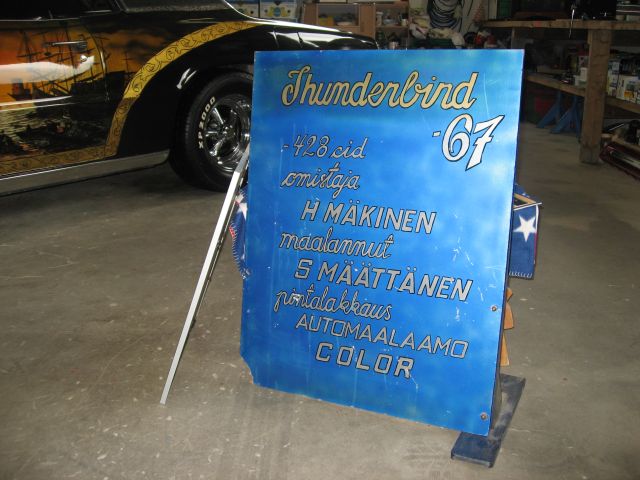 Thunderbird
-67
-428 cid
omistaja
H MÄKINEN
maalannut
S MÄÄTTÄNEN
pintalakkaus
AUTOMAALAAMO
COLOR